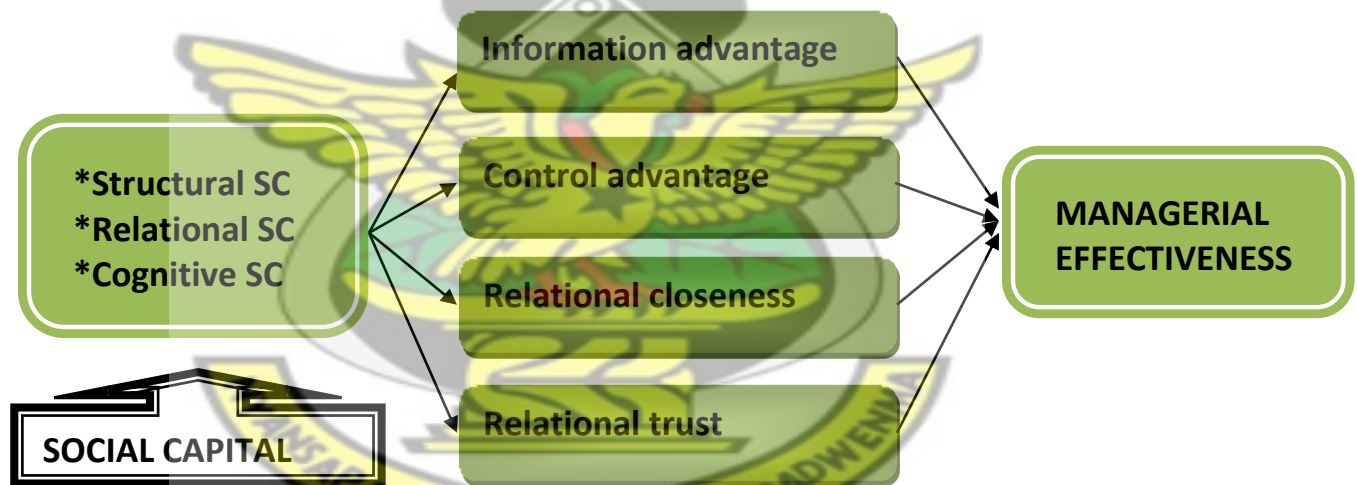 *Structural SC
*Relational SC
*Cognitive SC
SOCIAL CAPITAL
Information advantage
Control advantage
Relational closeness
Relational trust
MANAGERIAL
EFFECTIVENESS